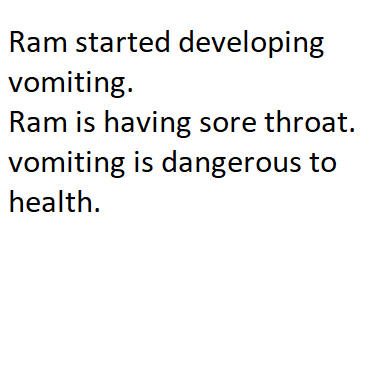 Ram started developing
vomiting.
Ram is having sore throat.
vomiting is dangerous to
health.